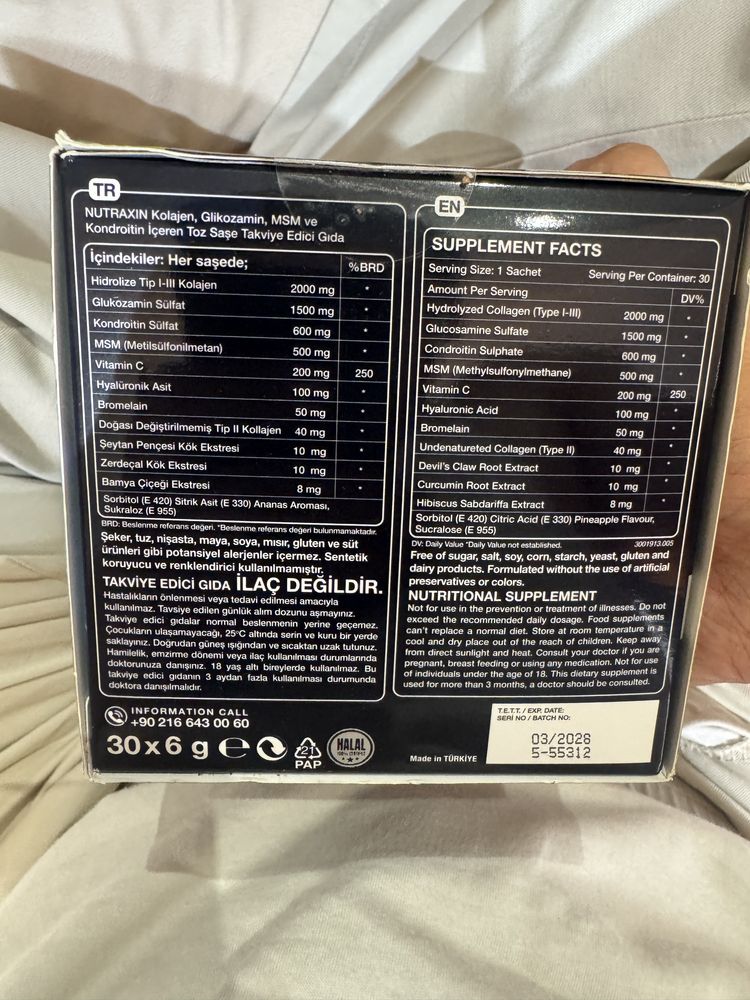 TR
NUTRAXIN Kolajen, Glikozamin, MSM ve
Kondroitin İçeren Toz Saşe Takviye Edici Gıda
İçindekiler: Her saşede; %BRD
Hidrolize Tip I-III Kolajen 2000 mg *
Glukozamin Sülfat 1500 mg *
Kondroitin Sülfat 600 mg *
MSM (Metilsülfonilmetan) 500 mg *
Vitamin C 200 mg 250
Hyalüronik Asit 100 mg *
Bromelain 50 mg *
Doğası Değiştirilmemiş Tip II Kollajen 40 mg *
Şeytan Pençesi Kök Ekstresi 10 mg *
Zerdeçal Kök Ekstresi 10 mg *
Bamya Çiçeği Ekstresi 8 mg *
Sorbitol (E 420) Sitrik Asit (E 330) Ananas Aroması,
Sukraloz (E 955)
BRD: Beslenme referans değeri. *Beslenme referans değeri bulunmamaktadır.
Şeker, tuz, nişasta, maya, soya, mısır, gluten ve süt
ürünleri gibi potansiyel alerjenler içermez. Sentetik
koruyucu ve renklendirici kullanılmamıştır.
TAKVİYE EDİCİ GIDA İLAÇ DEĞİLDİR.
Hastalıkların önlenmesi veya tedavi edilmesi amacıyla
kullanılmaz. Tavsiye edilen günlük alım dozunu aşmayınız.
Takviye edici gıdalar normal beslenmenin yerine geçemez.
Çocukların ulaşamayacağı, 25°C altında serin ve kuru bir yerde
saklayınız. Doğrudan güneş ışığından ve sıcaktan uzak tutunuz.
Hamilelik, emzirme dönemi veya ilaç kullanılması durumlarında
doktorunuza danışınız. 18 yaş altı bireylerde kullanılmaz. Bu
takviye edici gıdanın 3 aydan fazla kullanılması durumunda
doktora danışılmalıdır.
INFORMATION CALL
+90 216 643 00 60
30 x 6 g e
21
PAP
HALAL
EN
SUPPLEMENT FACTS
Serving Size: 1 Sachet Serving Per Container: 30
Amount Per Serving DV%
Hydrolyzed Collagen (Type I-III) 2000 mg *
Glucosamine Sulfate 1500 mg *
Condroitin Sulphate 600 mg *
MSM (Methylsulfonylmethane) 500 mg *
Vitamin C 200 mg 250
Hyaluronic Acid 100 mg *
Bromelain 50 mg *
Undenatureted Collagen (Type II) 40 mg *
Devil's Claw Root Extract 10 mg *
Curcumin Root Extract 10 mg *
Hibiscus Sabdariffa Extract 8 mg *
Sorbitol (E 420) Citric Acid (E 330) Pineapple Flavour,
Sucralose (E 955)
DV: Daily Value *Daily Value not established. 3001913.005
Free of sugar, salt, soy, corn, starch, yeast, gluten and
dairy products. Formulated without the use of artificial
preservatives or colors.
NUTRITIONAL SUPPLEMENT
Not for use in the prevention or treatment of illnesses. Do not
exceed the recommended daily dosage. Food supplements
can't replace a normal diet. Store at room temperature in a
cool and dry place out of the reach of children. Keep away
from direct sunlight and heat. Consult your doctor if you are
pregnant, breast feeding or using any medication. Not for use
of individuals under the age of 18. This dietary supplement is
used for more than 3 months, a doctor should be consulted.
Made in TÜRKİYE
T.E.T.T. / EXP. DATE:
SERİ NO / BATCH NO:
03/2028
5-55312